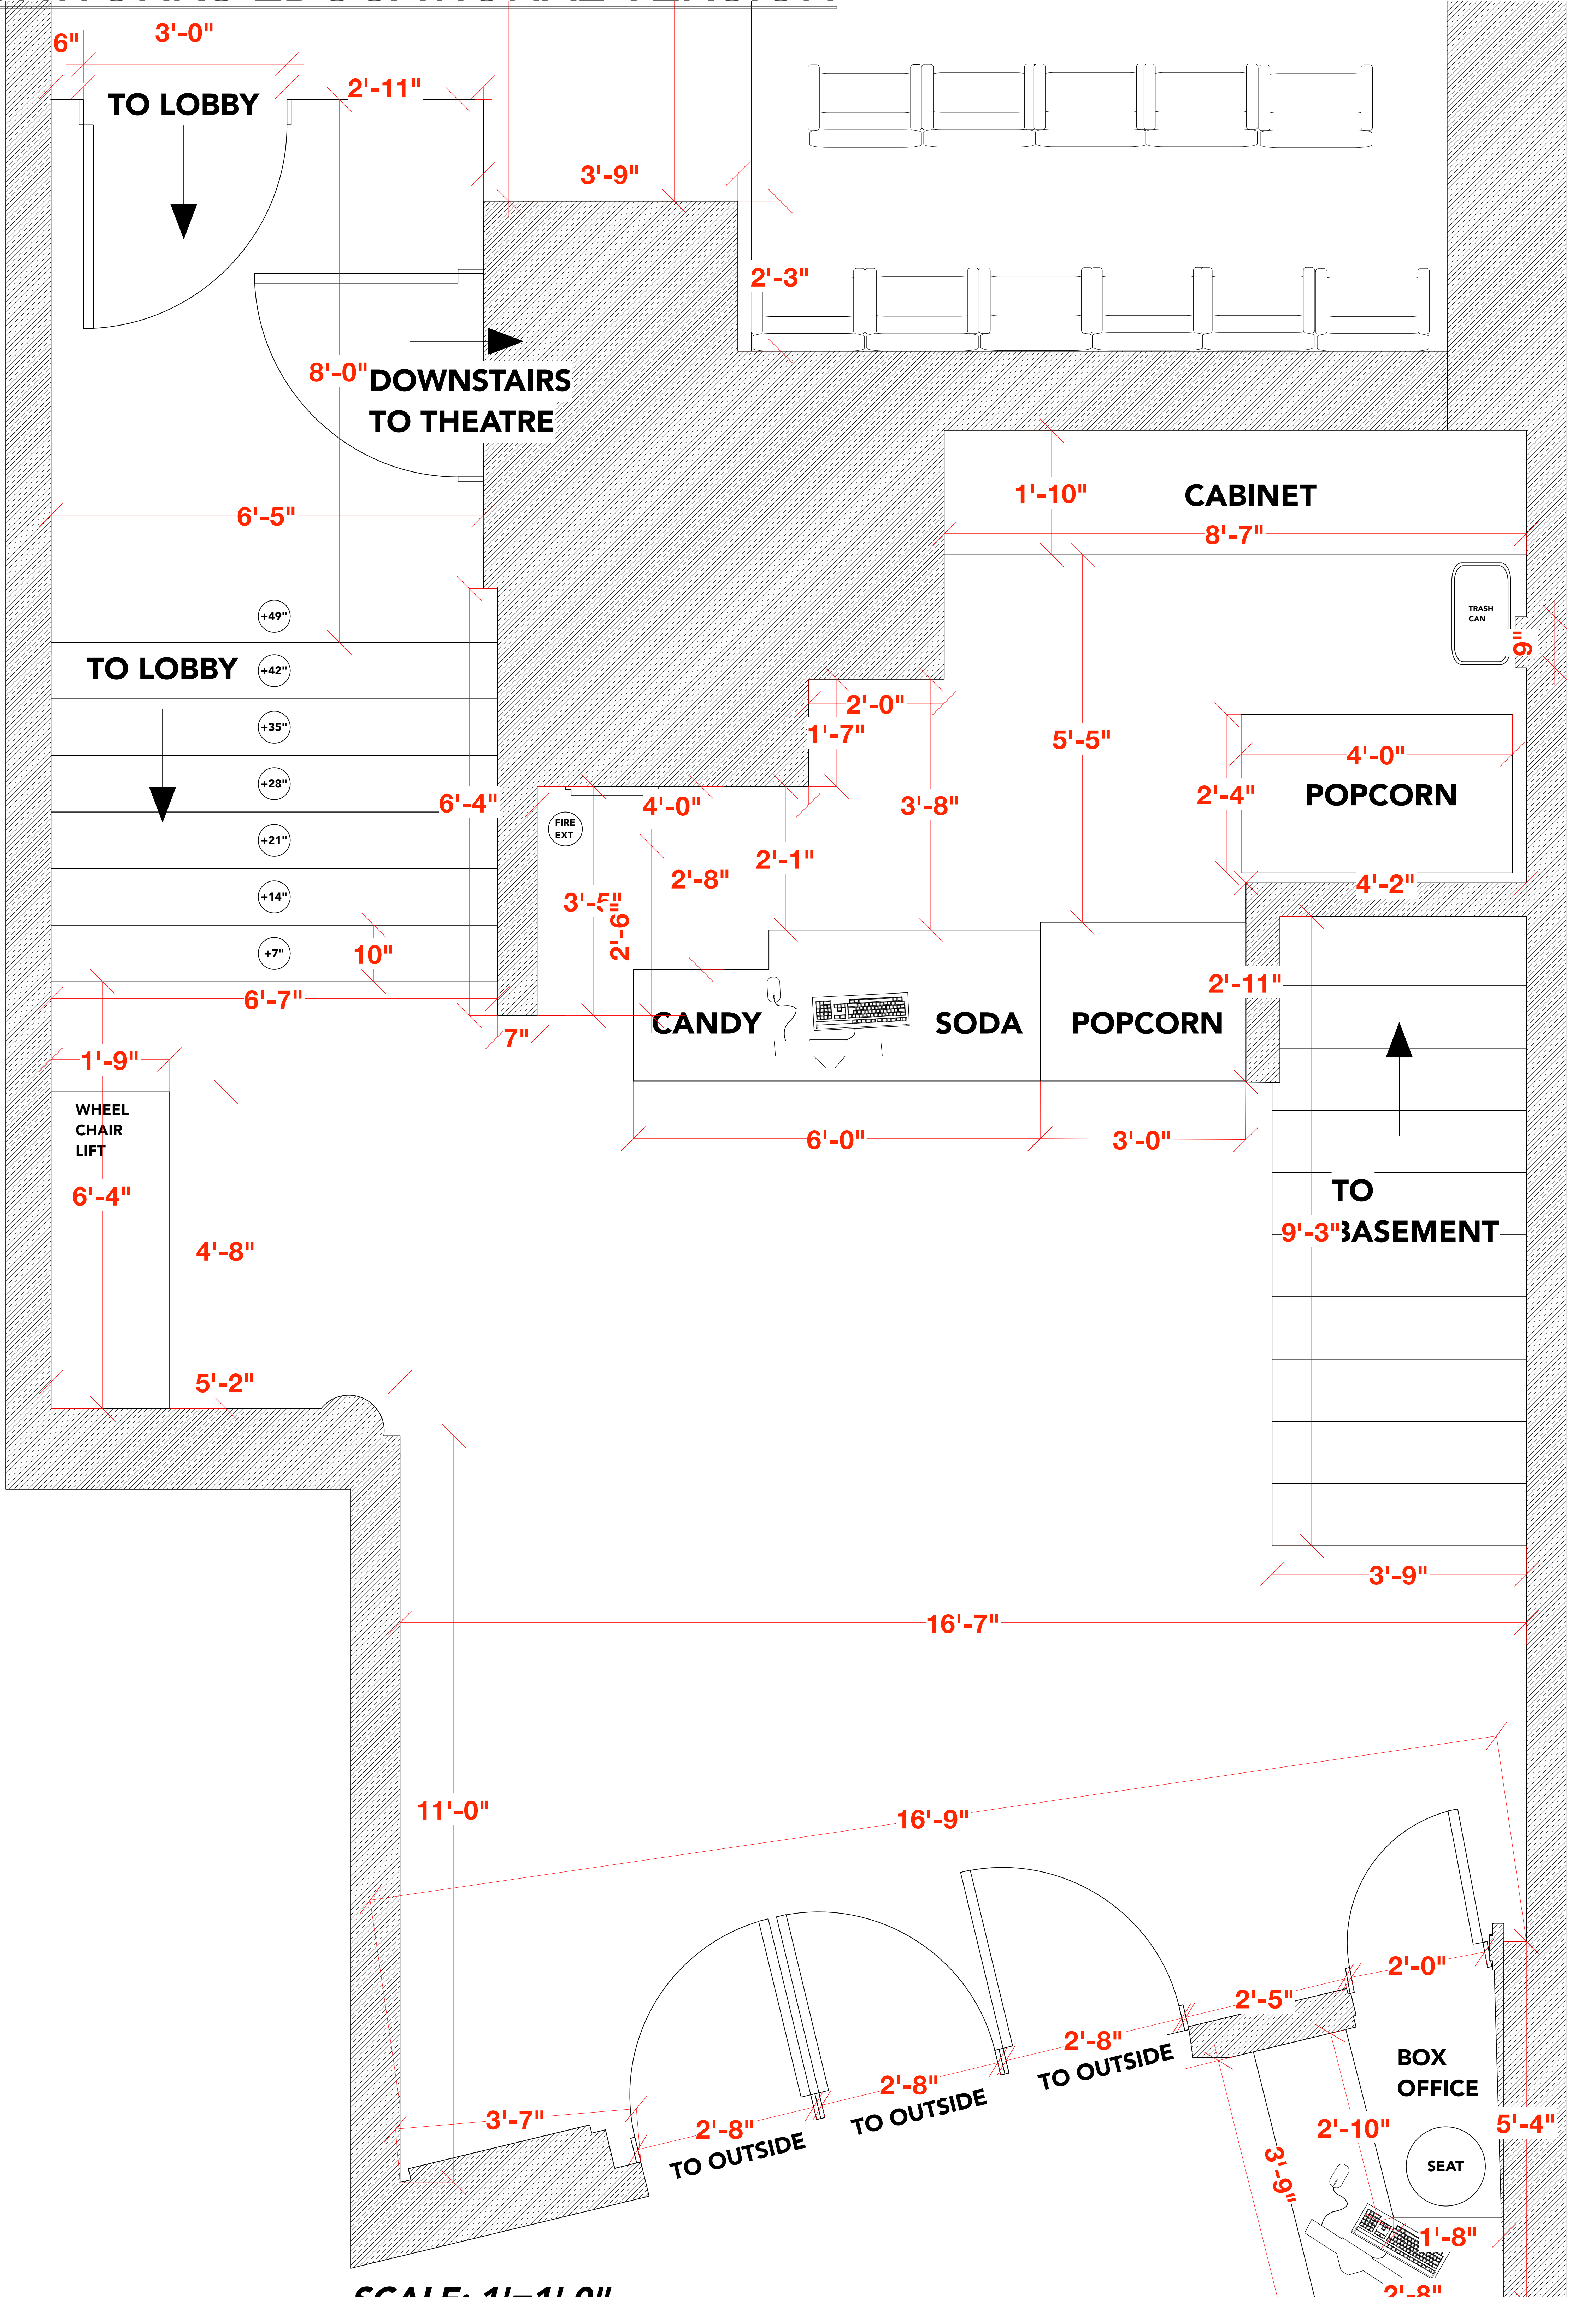 6"
3'-0"
2'-11"
TO LOBBY
3'-9"
2'-3"
8'-0"
DOWNSTAIRS
TO THEATRE
6'-5"
1'-10"
CABINET
8'-7"
TRASH
CAN
9"
+49"
TO LOBBY
+42"
+35"
+28"
+21"
+14"
+7"
10"
6'-7"
6'-4"
7"
2'-0"
1'-7"
5'-5"
4'-0"
2'-4"
POPCORN
4'-0"
3'-8"
FIRE
EXT
2'-1"
2'-8"
3'-5"
2'-6"
4'-2"
2'-11"
CANDY
SODA
POPCORN
6'-0"
3'-0"
1'-9"
WHEEL
CHAIR
LIFT
6'-4"
4'-8"
5'-2"
TO
BASEMENT
9'-3"
3'-9"
16'-7"
11'-0"
16'-9"
2'-0"
2'-5"
2'-8"
TO OUTSIDE
2'-8"
TO OUTSIDE
2'-8"
TO OUTSIDE
3'-7"
BOX
OFFICE
5'-4"
2'-10"
3'-9"
SEAT
1'-8"
2'-8"